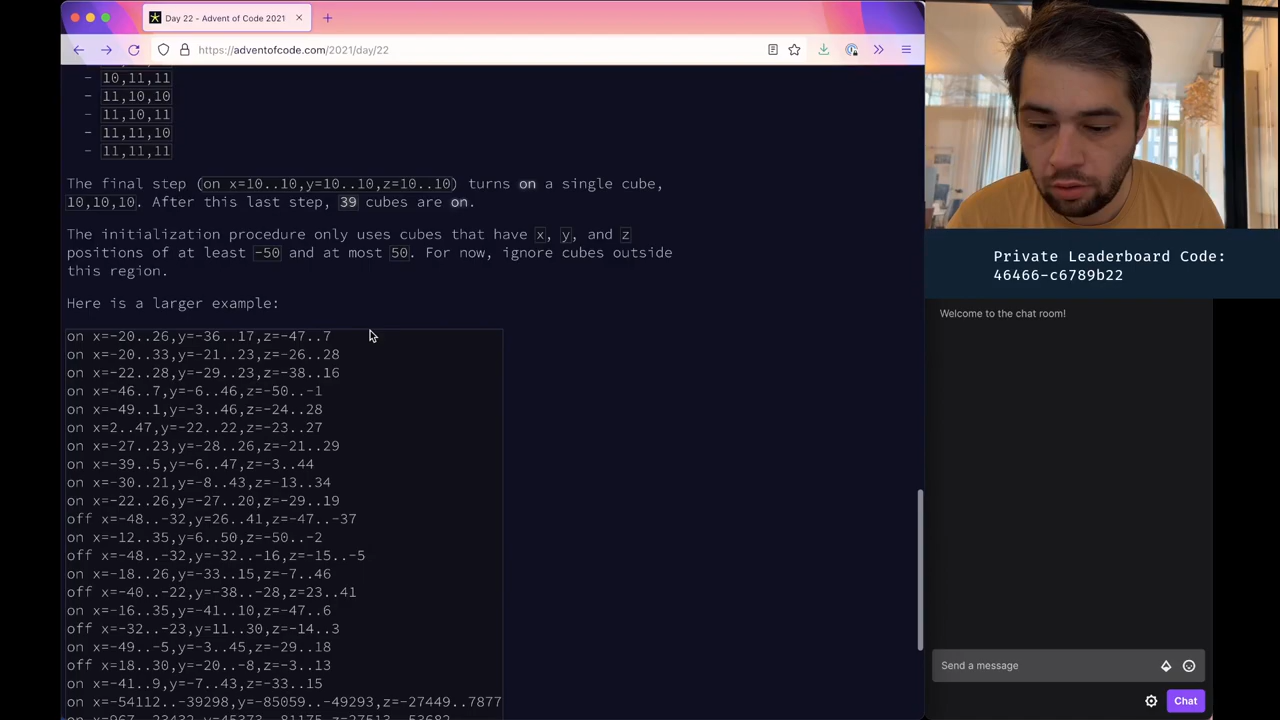 Day 22 - Advent of Code 2021
https://adventofcode.com/2021/day/22
- 10,11,11
- 11,10,10
- 11,10,11
- 11,11,10
- 11,11,11
The final step (on x=10..10,y=10..10,z=10..10) turns on a single cube,
10,10,10. After this last step, 39 cubes are on.
The initialization procedure only uses cubes that have x, y, and z
positions of at least -50 and at most 50. For now, ignore cubes outside
this region.
Here is a larger example:
on x=-20..26,y=-36..17,z=-47..7
on x=-20..33,y=-21..23,z=-26..28
on x=-22..28,y=-29..23,z=-38..16
on x=-46..7,y=-6..46,z=-50..-1
on x=-49..1,y=-3..46,z=-24..28
on x=2..47,y=-22..22,z=-23..27
on x=-27..23,y=-28..26,z=-21..29
on x=-39..5,y=-6..47,z=-3..44
on x=-30..21,y=-8..43,z=-13..34
on x=-22..26,y=-27..20,z=-29..19
off x=-48..-32,y=26..41,z=-47..-37
on x=-12..35,y=6..50,z=-50..-2
off x=-48..-32,y=-32..-16,z=-15..-5
on x=-18..26,y=-33..15,z=-7..46
off x=-40..-22,y=-38..-28,z=23..41
on x=-16..35,y=-41..10,z=-47..6
off x=-32..-23,y=11..30,z=-14..3
on x=-49..-5,y=-3..45,z=-29..18
off x=18..30,y=-20..-8,z=-3..13
on x=-41..9,y=-7..43,z=-33..15
on x=-54112..-39298,y=-85059..-49293,z=-27449..7877
on x=967..23432,y=45373..81175,z=27513..53682
Private Leaderboard Code:
46466-c6789b22
Welcome to the chat room!
Send a message
Chat